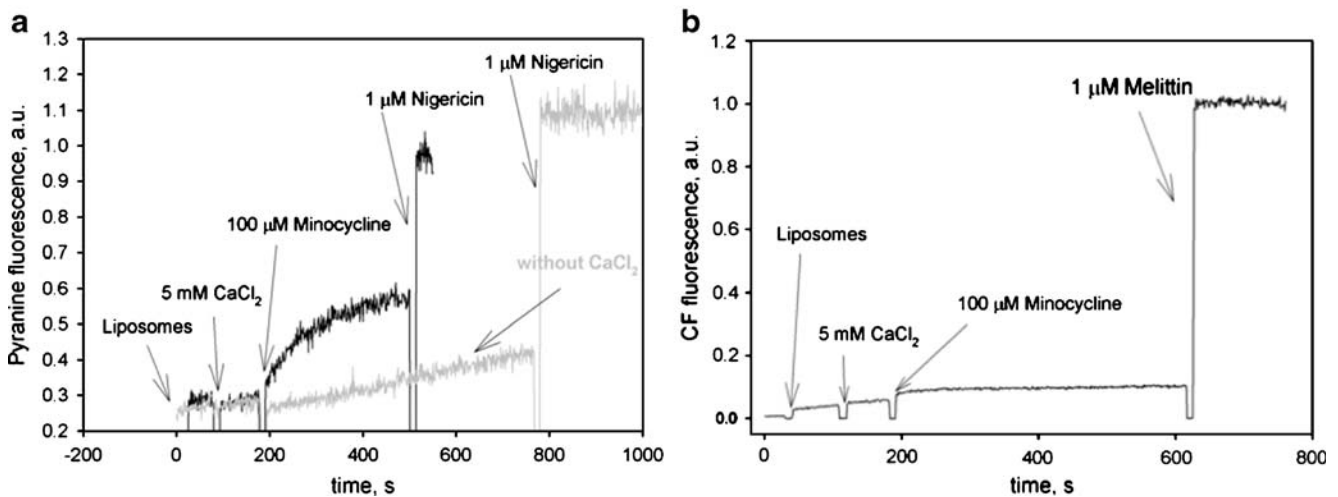 a
1.3
1.2
1.1
1.0
0.9
0.8
0.7
0.6
0.5
0.4
0.3
0.2
Pyranine fluorescence, a.u.
1 µM Nigericin
1 µM Nigericin
100 µM Minocycline
without CaCl₂
5 mM CaCl₂
Liposomes
-200 0 200 400 600 800 1000
time, s
b
1.2
1.0
0.8
0.6
0.4
0.2
0.0
CF fluorescence, a.u.
1 µM Melittin
Liposomes
100 µM Minocycline
5 mM CaCl₂
0 200 400 600 800
time, s